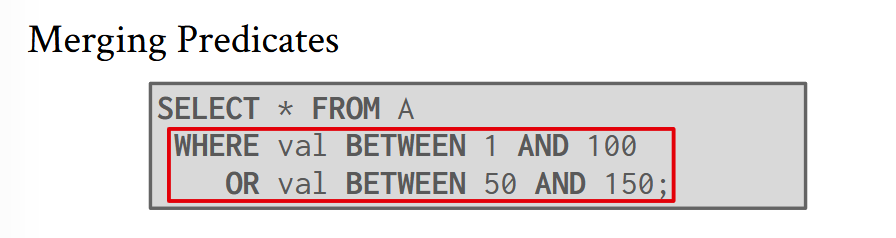 Merging Predicates
SELECT * FROM A
WHERE val BETWEEN 1 AND 100
OR val BETWEEN 50 AND 150;